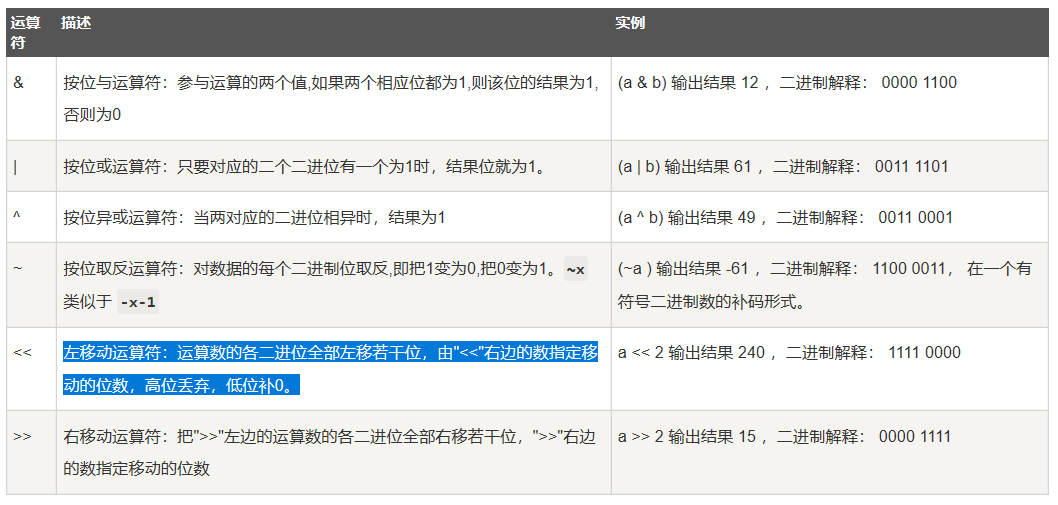 运算符 描述 实例
& 按位与运算符：参与运算的两个值,如果两个相应位都为1,则该位的结果为1,否则为0 (a & b) 输出结果 12 ，二进制解释： 0000 1100
| 按位或运算符：只要对应的二个二进位有一个为1时，结果位就为1。 (a | b) 输出结果 61 ，二进制解释： 0011 1101
^ 按位异或运算符：当两对应的二进位相异时，结果为1 (a ^ b) 输出结果 49 ，二进制解释： 0011 0001
~ 按位取反运算符：对数据的每个二进制位取反,即把1变为0,把0变为1。~x 类似于 -x-1 (~a ) 输出结果 -61 ，二进制解释： 1100 0011， 在一个有符号二进制数的补码形式。
<< 左移动运算符：运算数的各二进位全部左移若干位，由"<<"右边的数指定移动的位数，高位丢弃，低位补0。 a << 2 输出结果 240 ，二进制解释： 1111 0000
>> 右移动运算符：把">>"左边的运算数的各二进位全部右移若干位，">>"右边的数指定移动的位数 a >> 2 输出结果 15 ，二进制解释： 0000 1111